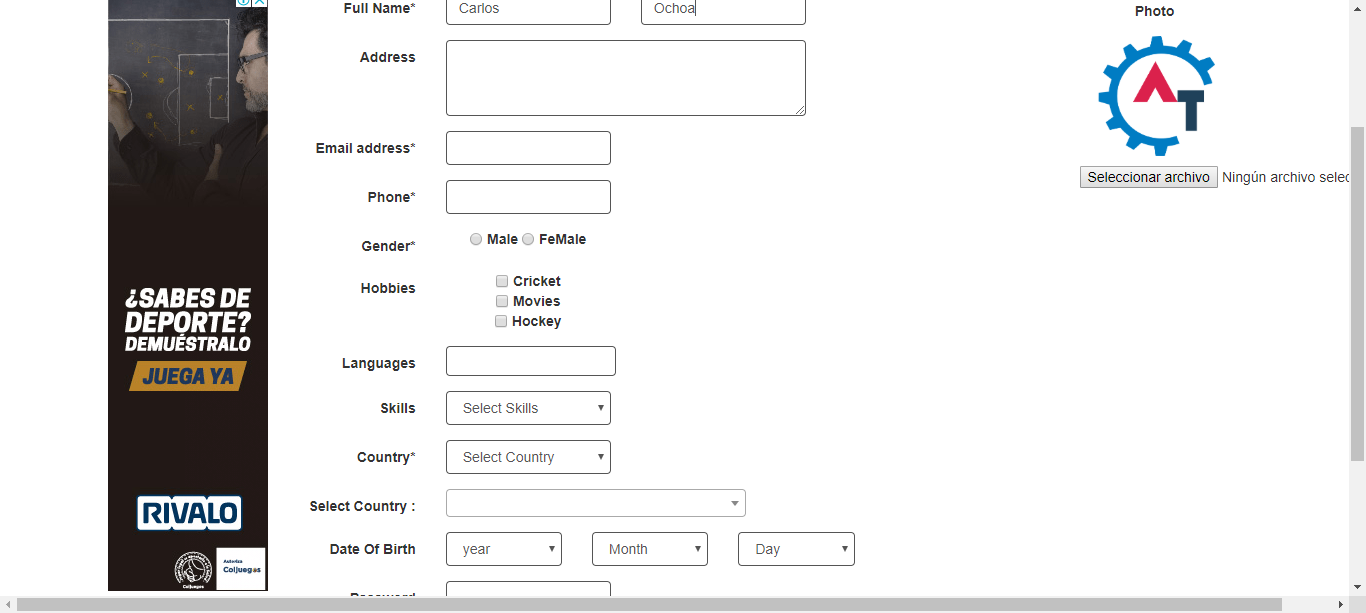 Full Name* Carlos Ochoa
Photo
Address
Email address*
Phone*
Seleccionar archivo Ningún archivo selec
Gender* Male FeMale
Hobbies Cricket
Movies
Hockey
Languages
Skills Select Skills
Country* Select Country
Select Country :
Date Of Birth year Month Day
Password
¿SABES DE
DEPORTE?
DEMUÉSTRALO
JUEGA YA
RIVALO
Autoriza
Coljuegos
Coljuegos
AT